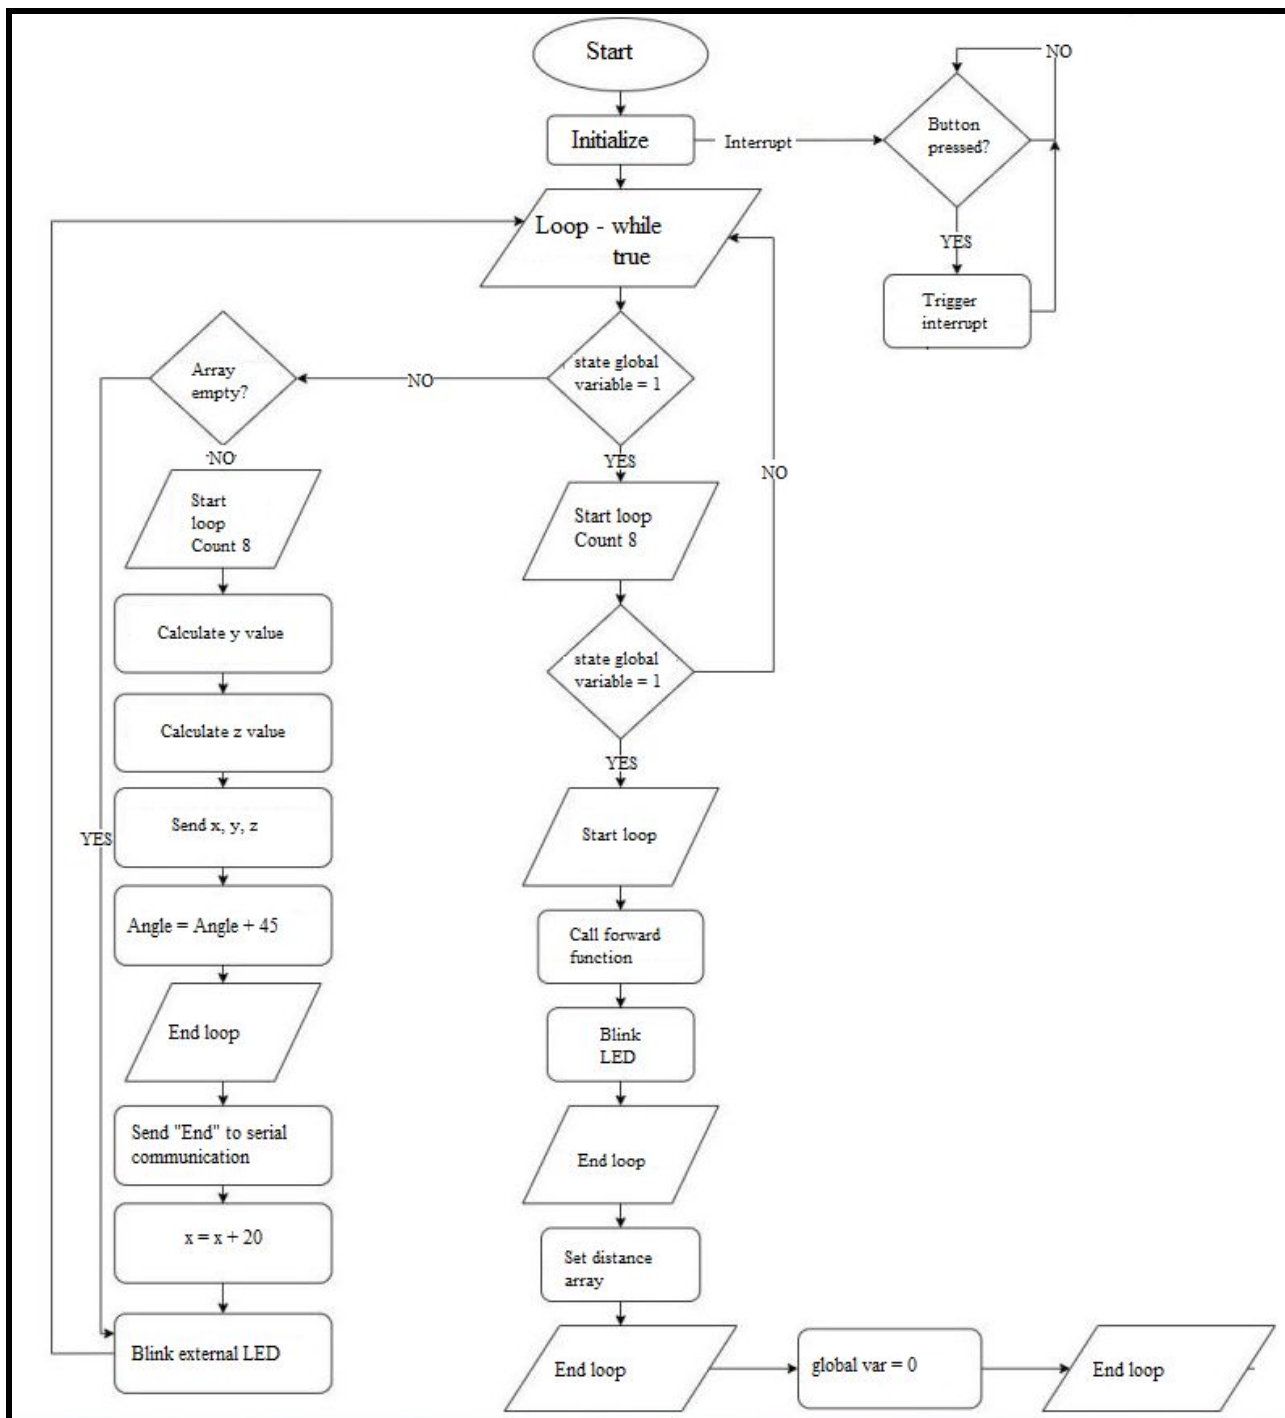 Start
NO
Initialize
Interrupt
Button
pressed?
Loop - while
true
YES
Trigger
interrupt
Array
empty?
NO
state global
variable = 1
NO
YES
NO
Start
loop
Count 8
Start loop
Count 8
Calculate y value
state global
variable = 1
Calculate z value
YES
Send x, y, z
YES
Start loop
Angle = Angle + 45
Call forward
function
End loop
Blink
LED
Send "End" to serial
communication
End loop
x = x + 20
Set distance
array
Blink external LED
End loop
global var = 0
End loop